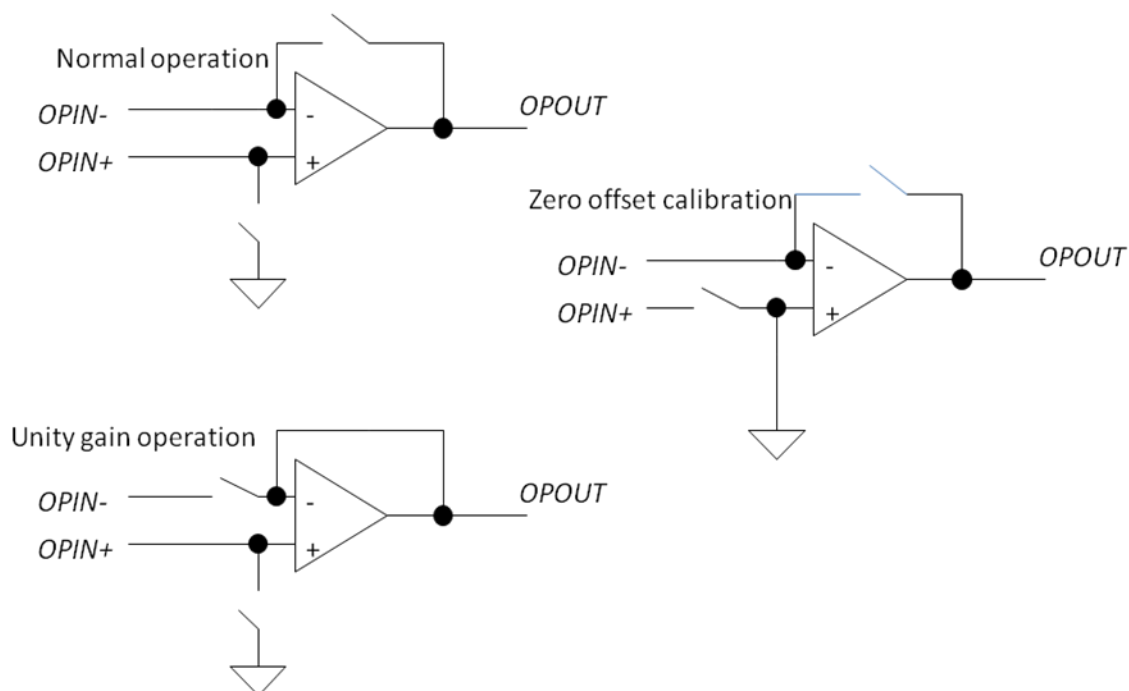 Normal operation
OPIN-
OPIN+
-
+
OPOUT
Zero offset calibration
OPIN-
OPIN+
-
+
OPOUT
Unity gain operation
OPIN-
OPIN+
-
+
OPOUT